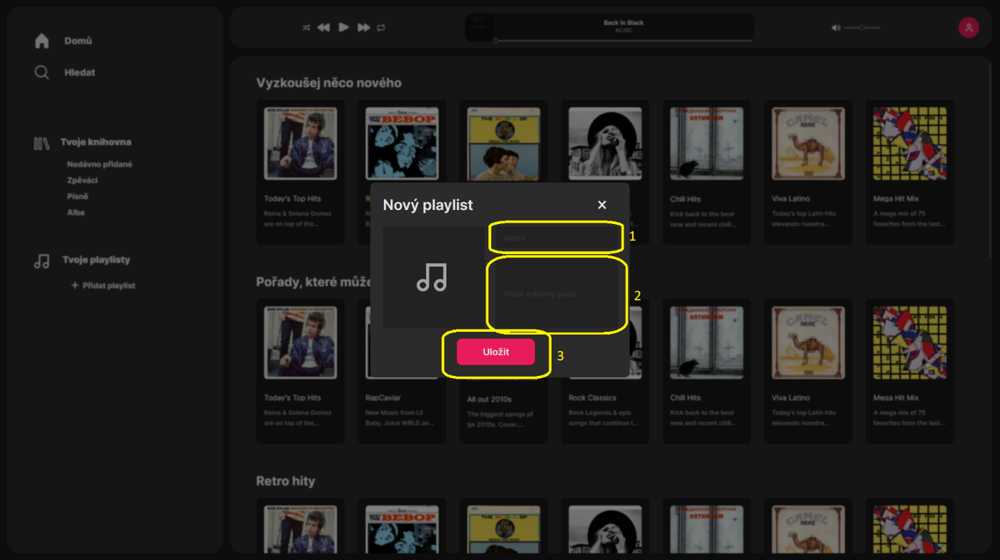 Domů
Hledat
Tvoje knihovna
Nedávno přidané
Zpěváci
Písně
Alba
Tvoje playlisty
+ Přidat playlist
Back in Black
AC/DC
Vyzkoušej něco nového
BOB DYLAN HIGHWAY 61 REVISITED
BEBOP
CAMEL
Today's Top Hits
Rema & Selena Gomez
are on top of the...
Chill Hits
Kick back to the best
new and recent chill...
Viva Latino
Today's top Latin hits
elevando nuestra...
Mega Hit Mix
A mega mix of 75
favorites from the last...
Nový playlist
Název
1
Přidat volitelný popis
2
Uložit
3
Pořady, které může
CAMEL
Today's Top Hits
Rema & Selena Gomez
are on top of the...
RapCaviar
New Music from Lil
Baby, Juice WRLD an...
All out 2010s
The biggest spmgs pf
tje 2010s. Cover:...
Rock Classics
Rock Legends & epic
songs that continue t...
Chill Hits
Kick back to the best
new and recent chill...
Viva Latino
Today's top Latin hits
elevando nuestra...
Mega Hit Mix
A mega mix of 75
favorites from the last...
Retro hity
BEBOP
CAMEL